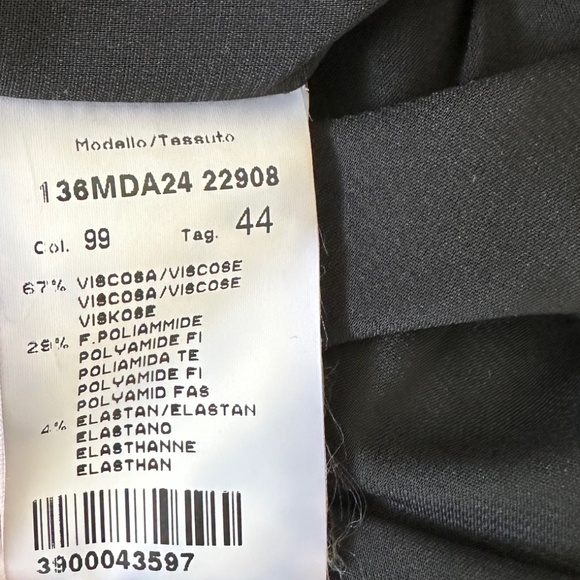 Modello/Tessuto
136MDA24 22908
Col. 99 Tag. 44
67% VISCOSA/VISCOSE
VISCOSA/VISCOSE
VISKOSE
29% F.POLIAMMIDE
POLYAMIDE FI
POLIAMIDA TE
POLYAMIDE FI
POLYAMID FAS
4% ELASTAN/ELASTAN
ELASTANO
ELASTHANNE
ELASTHAN
3900043597